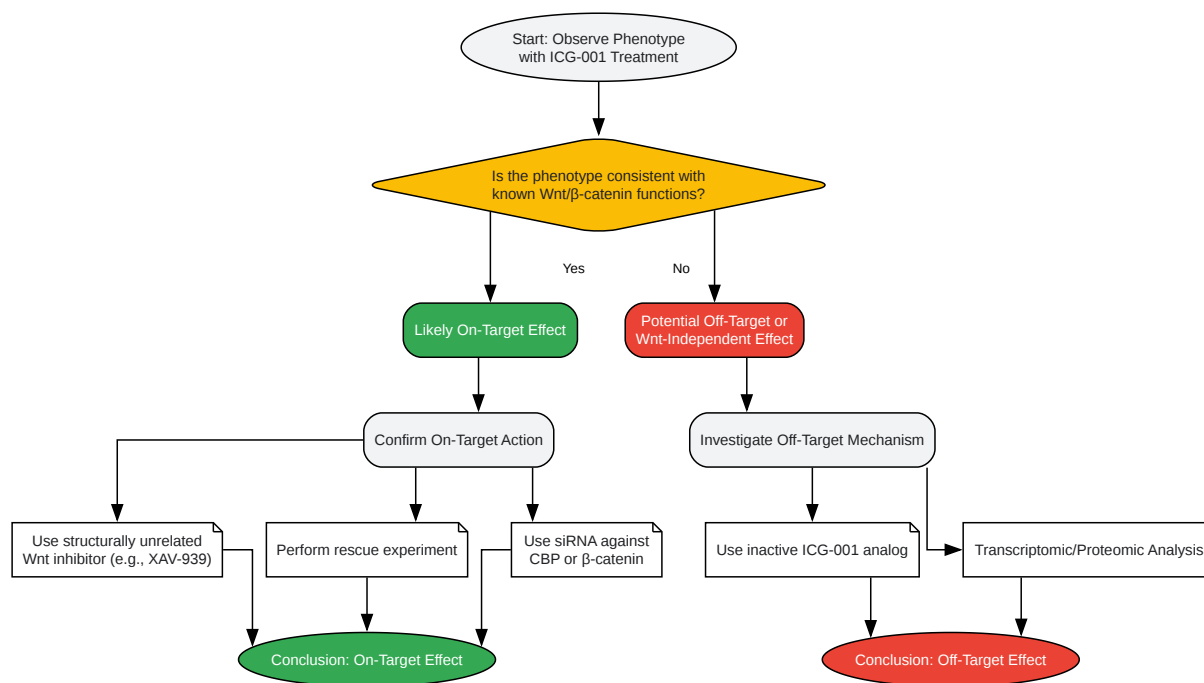 Start: Observe Phenotype
with ICG-001 Treatment
Is the phenotype consistent with
known Wnt/β-catenin functions?
Yes
No
Likely On-Target Effect
Potential Off-Target or
Wnt-Independent Effect
Confirm On-Target Action
Investigate Off-Target Mechanism
Use structurally unrelated
Wnt inhibitor (e.g., XAV-939)
Perform rescue experiment
Use siRNA against
CBP or β-catenin
Use inactive ICG-001 analog
Transcriptomic/Proteomic Analysis
Conclusion: On-Target Effect
Conclusion: Off-Target Effect